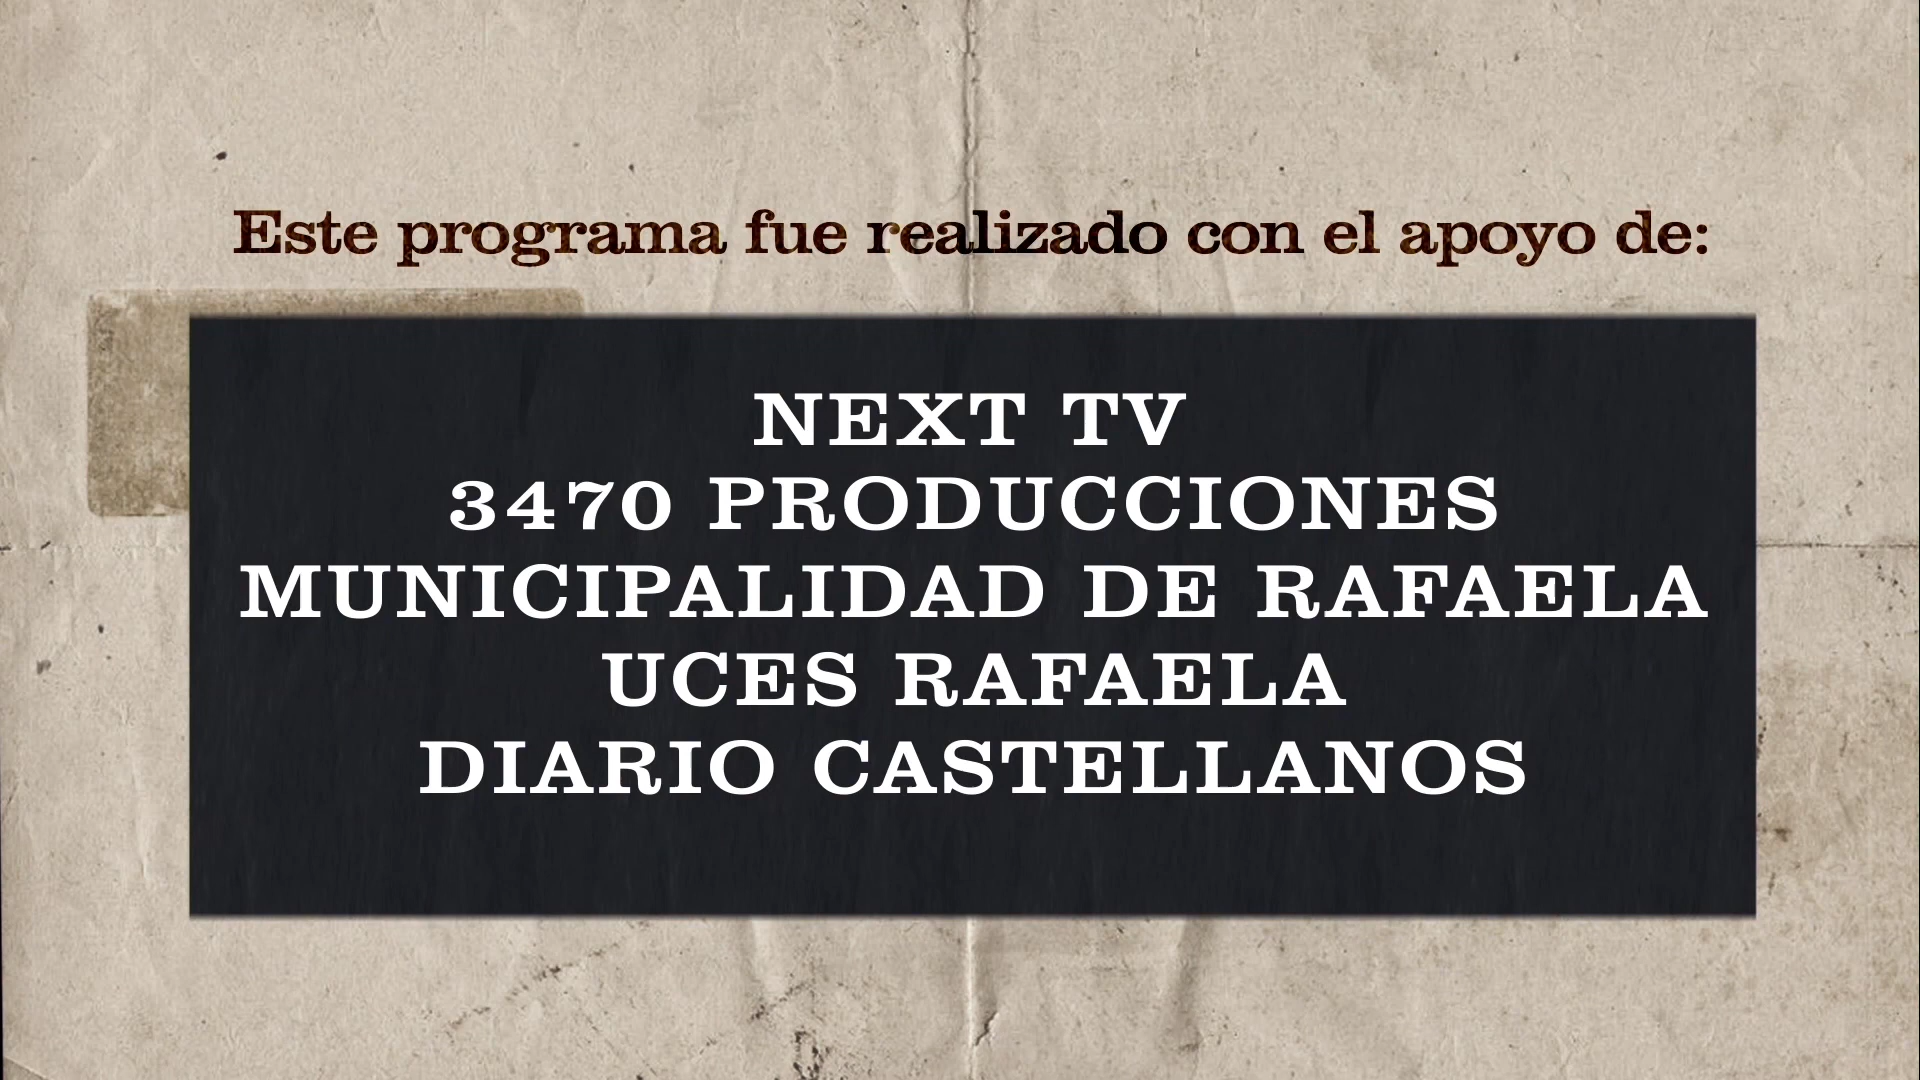 Este programa fue realizado con el apoyo de:
NEXT TV
3470 PRODUCCIONES
MUNICIPALIDAD DE RAFAELA
UCES RAFAELA
DIARIO CASTELLANOS